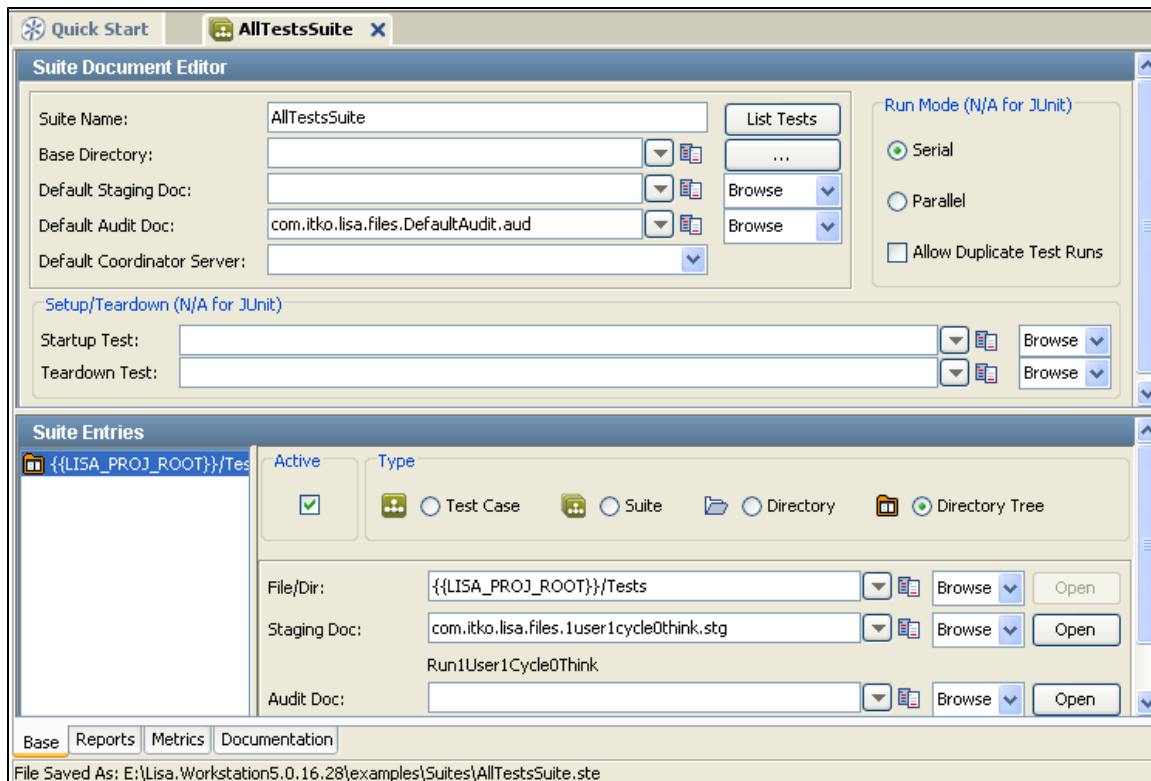 Quick Start AllTestsSuite X
Suite Document Editor
Suite Name: AllTestsSuite List Tests
Base Directory: ...
Default Staging Doc: Browse
Default Audit Doc: com.itko.lisa.files.DefaultAudit.aud Browse
Default Coordinator Server:
Run Mode (N/A for JUnit)
Serial
Parallel
Allow Duplicate Test Runs
Setup/Teardown (N/A for JUnit)
Startup Test: Browse
Teardown Test: Browse
Suite Entries
{{LISA_PROJ_ROOT}}/Tes
Active
Type
Test Case Suite Directory Directory Tree
File/Dir: {{LISA_PROJ_ROOT}}/Tests Browse Open
Staging Doc: com.itko.lisa.files.1user1cycle0think.stg Browse Open
Run1User1Cycle0Think
Audit Doc: Browse Open
Base Reports Metrics Documentation
File Saved As: E:\Lisa.Workstation5.0.16.28\examples\Suites\AllTestsSuite.ste